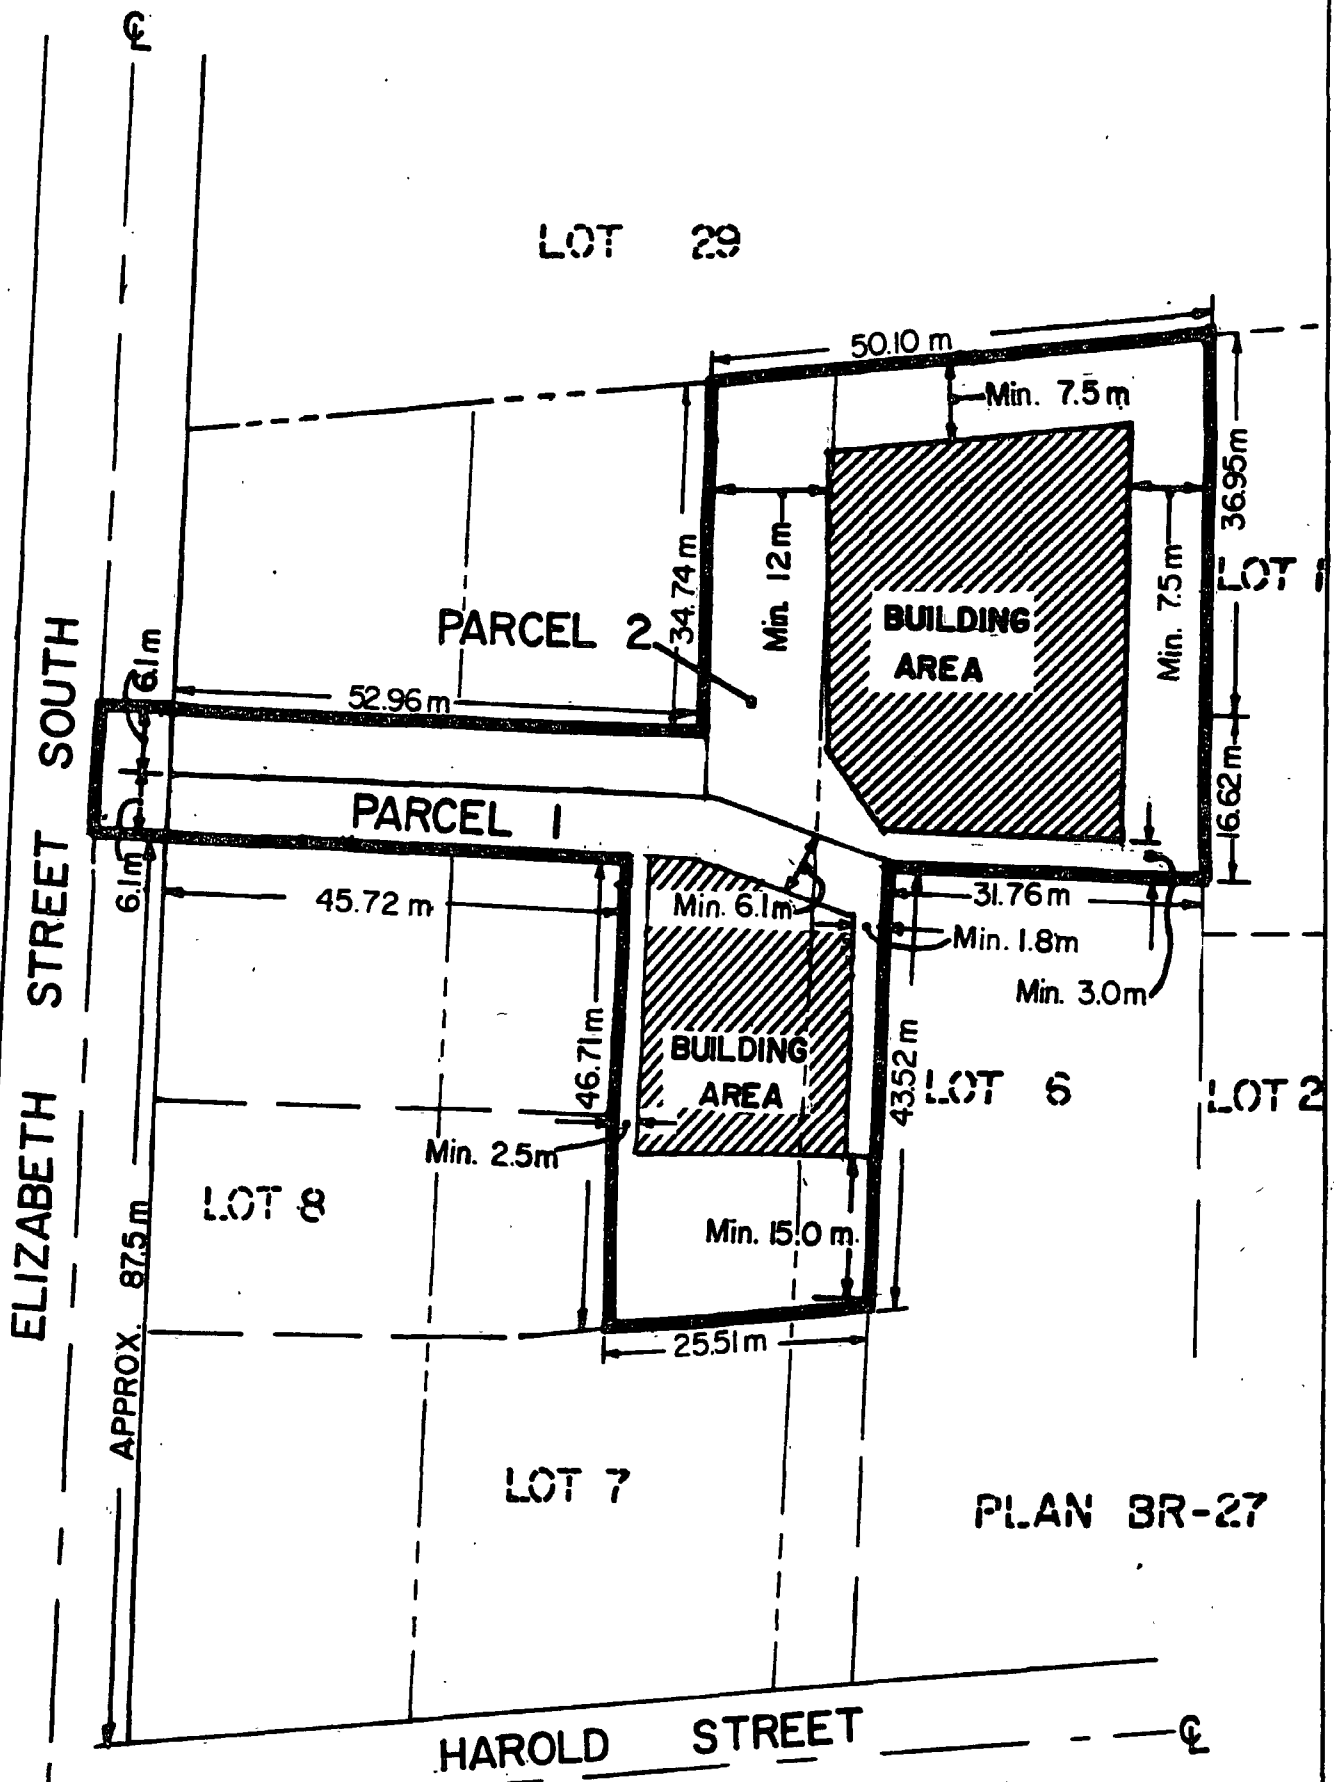 ℄
LOT 29
50.10 m
Min. 7.5 m
36.95 m
34.74 m
Min. 12 m
Min. 7.5 m
LOT 1
BUILDING
AREA
PARCEL 2
6.1 m
52.96 m
16.62 m
PARCEL 1
6.1 m
45.72 m
Min. 6.1 m
31.76 m
Min. 1.8 m
Min. 3.0 m
ELIZABETH STREET SOUTH
46.71 m
BUILDING
AREA
43.52 m
LOT 6
LOT 2
Min. 2.5 m
LOT 8
Min. 15.0 m.
APPROX. 87.5 m
25.51 m
LOT 7
PLAN BR-27
HAROLD STREET
℄